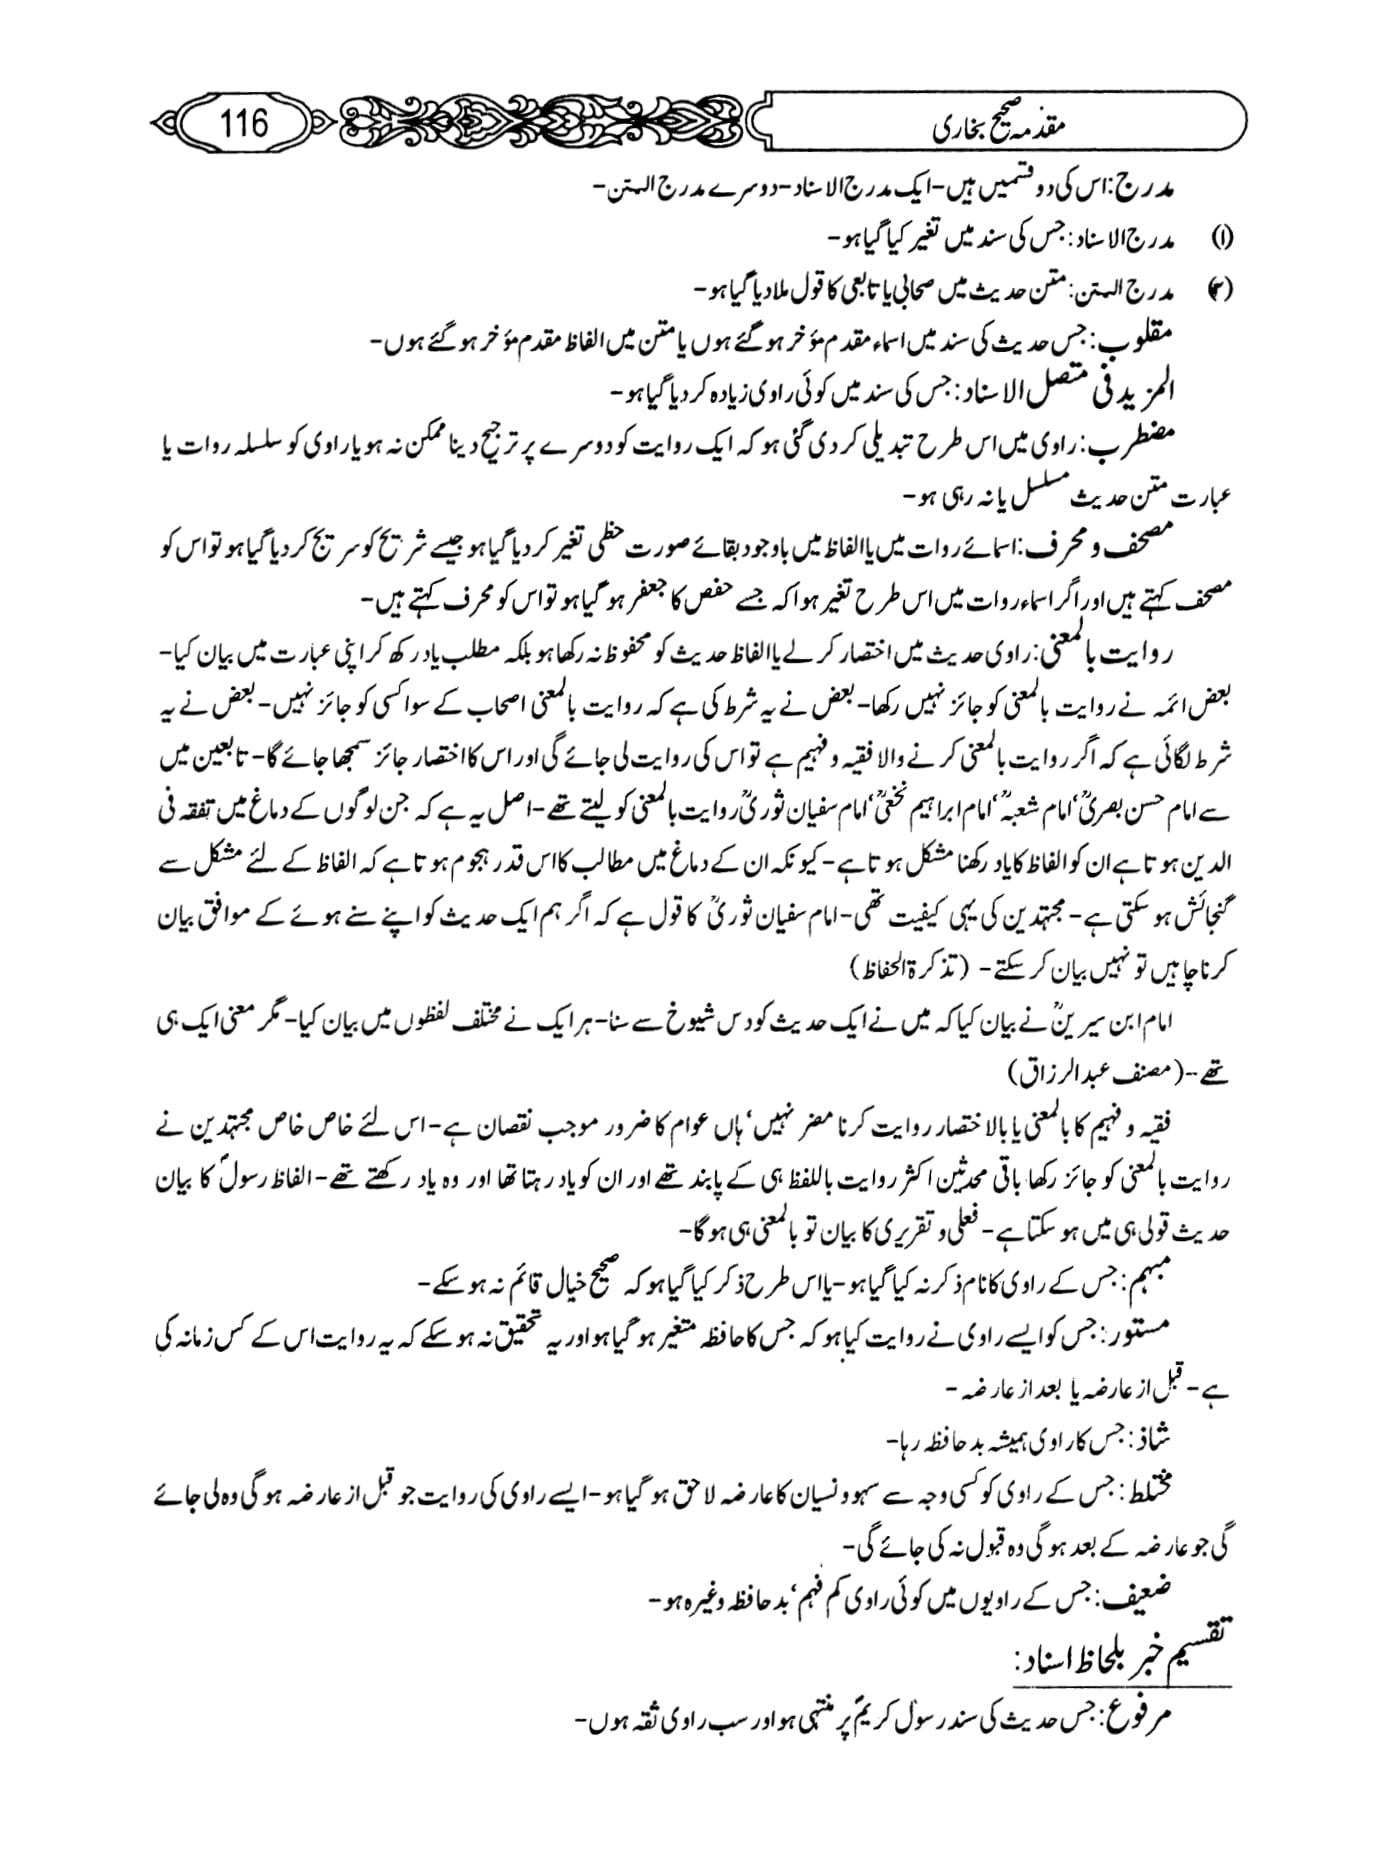 مقدمہ صحیح بخاری
116
مدرج: اس کی دو قسمیں ہیں- ایک مدرج الاسناد- دوسرے مدرج المتن-
(۱) مدرج الاسناد: جس کی سند میں تغیر کیا گیا ہو-
(۲) مدرج المتن: متن حدیث میں صحابی یا تابعی کا قول ملا دیا گیا ہو-
مقلوب: جس حدیث کی سند میں اسماء مقدم مؤخر ہو گئے ہوں یا متن میں الفاظ مقدم مؤخر ہو گئے ہوں-
المزید فی متصل الاسناد: جس کی سند میں کوئی راوی زیادہ کر دیا گیا ہو-
مضطرب: راوی میں اس طرح تبدیلی کر دی گئی ہو کہ ایک روایت کو دوسرے پر ترجیح دینا ممکن نہ ہو یا راوی کو سلسلہ روات یا
عبارت متن حدیث مسلسل یا نہ رہی ہو-
مصحف و محرف: اسمائے روات میں یا الفاظ میں باوجود بقائے صورت خطی تغیر کر دیا گیا ہو جیسے شریح کو سریج کر دیا گیا ہو تو اس کو
مصحف کہتے ہیں اور اگر اسماء روات میں اس طرح تغیر ہوا کہ جسے حفص کا جعفر ہو گیا ہو تو اس کو محرف کہتے ہیں-
روایت بالمعنی: راوی حدیث میں اختصار کر لے یا الفاظ حدیث کو محفوظ نہ رکھا ہو بلکہ مطلب یاد رکھ کر اپنی عبارت میں بیان کیا-
بعض ائمہ نے روایت بالمعنی کو جائز نہیں رکھا- بعض نے یہ شرط کی ہے کہ روایت بالمعنی اصحاب کے سوا کسی کو جائز نہیں- بعض نے یہ
شرط لگائی ہے کہ اگر روایت بالمعنی کرنے والا فقیہ و فہیم ہے تو اس کی روایت لی جائے گی اور اس کا اختصار جائز سمجھا جائے گا- تابعین میں
سے امام حسن بصریؒ‘ امام شعبہؒ‘ امام ابراہیم نخعیؒ‘ امام سفیان ثوریؒ روایت بالمعنی کو لیتے تھے- اصل یہ ہے کہ جن لوگوں کے دماغ میں تفقہ فی
الدین ہوتا ہے ان کو الفاظ کا یاد رکھنا مشکل ہوتا ہے- کیونکہ ان کے دماغ میں مطالب کا اس قدر ہجوم ہوتا ہے کہ الفاظ کے لئے مشکل سے
گنجائش ہو سکتی ہے- مجتہدین کی یہی کیفیت تھی- امام سفیان ثوریؒ کا قول ہے کہ اگر ہم ایک حدیث کو اپنے سنے ہوئے کے موافق بیان
کرنا چاہیں تو نہیں بیان کر سکتے- (تذکرۃ الحفاظ)
امام ابن سیرینؒ نے بیان کیا کہ میں نے ایک حدیث کو دس شیوخ سے سنا- ہر ایک نے مختلف لفظوں میں بیان کیا- مگر معنی ایک ہی
تھے-(مصنف عبدالرزاق)
فقیہ و فہیم کا بالمعنی یا بالاختصار روایت کرنا مضر نہیں‘ ہاں عوام کا ضرور موجب نقصان ہے- اس لئے خاص خاص مجتہدین نے
روایت بالمعنی کو جائز رکھا باقی محدثین اکثر روایت باللفظ ہی کے پابند تھے اور ان کو یاد رہتا تھا اور وہ یاد رکھتے تھے- الفاظ رسولؐ کا بیان
حدیث قولی ہی میں ہو سکتا ہے- فعلی و تقریری کا بیان تو بالمعنی ہی ہوگا-
مبہم: جس کے راوی کا نام ذکر نہ کیا گیا ہو- یا اس طرح ذکر کیا گیا ہو کہ صحیح خیال قائم نہ ہو سکے-
مستور: جس کو ایسے راوی نے روایت کیا ہو کہ جس کا حافظہ متغیر ہو گیا ہو اور یہ تحقیق نہ ہو سکے کہ یہ روایت اس کے کس زمانہ کی
ہے- قبل از عارضہ یا بعد از عارضہ-
شاذ: جس کا راوی ہمیشہ بد حافظہ رہا-
مختلط: جس کے راوی کو کسی وجہ سے سہو و نسیان کا عارضہ لاحق ہو گیا ہو- ایسے راوی کی روایت جو قبل از عارضہ ہو گی وہ لی جائے
گی جو عارضہ کے بعد ہو گی وہ قبول نہ کی جائے گی-
ضعیف: جس کے راویوں میں کوئی راوی کم فہم‘ بد حافظہ وغیرہ ہو-
تقسیم خبر بلحاظ اسناد:
مرفوع: جس حدیث کی سند رسول کریمؐ پر منتہی ہو اور سب راوی ثقہ ہوں-